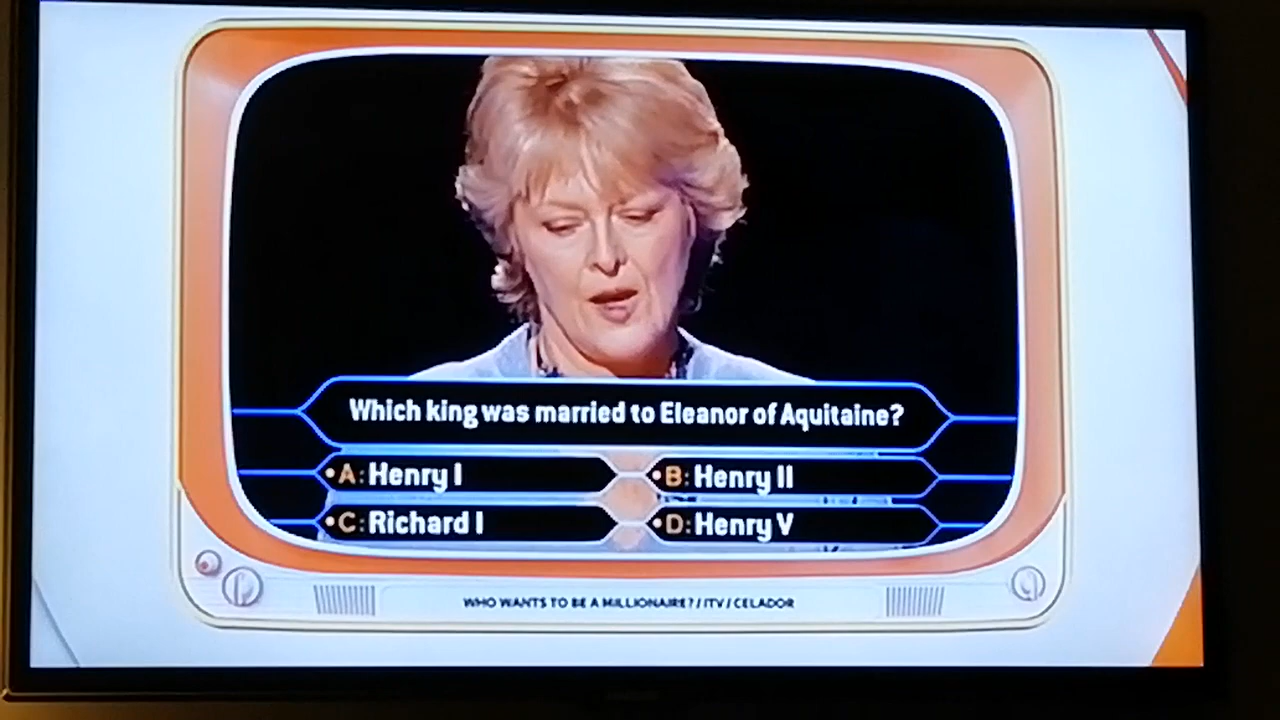 Which king was married to Eleanor of Aquitaine?
A: Henry I
B: Henry II
C: Richard I
D: Henry V
WHO WANTS TO BE A MILLIONAIRE? / ITV / CELADOR